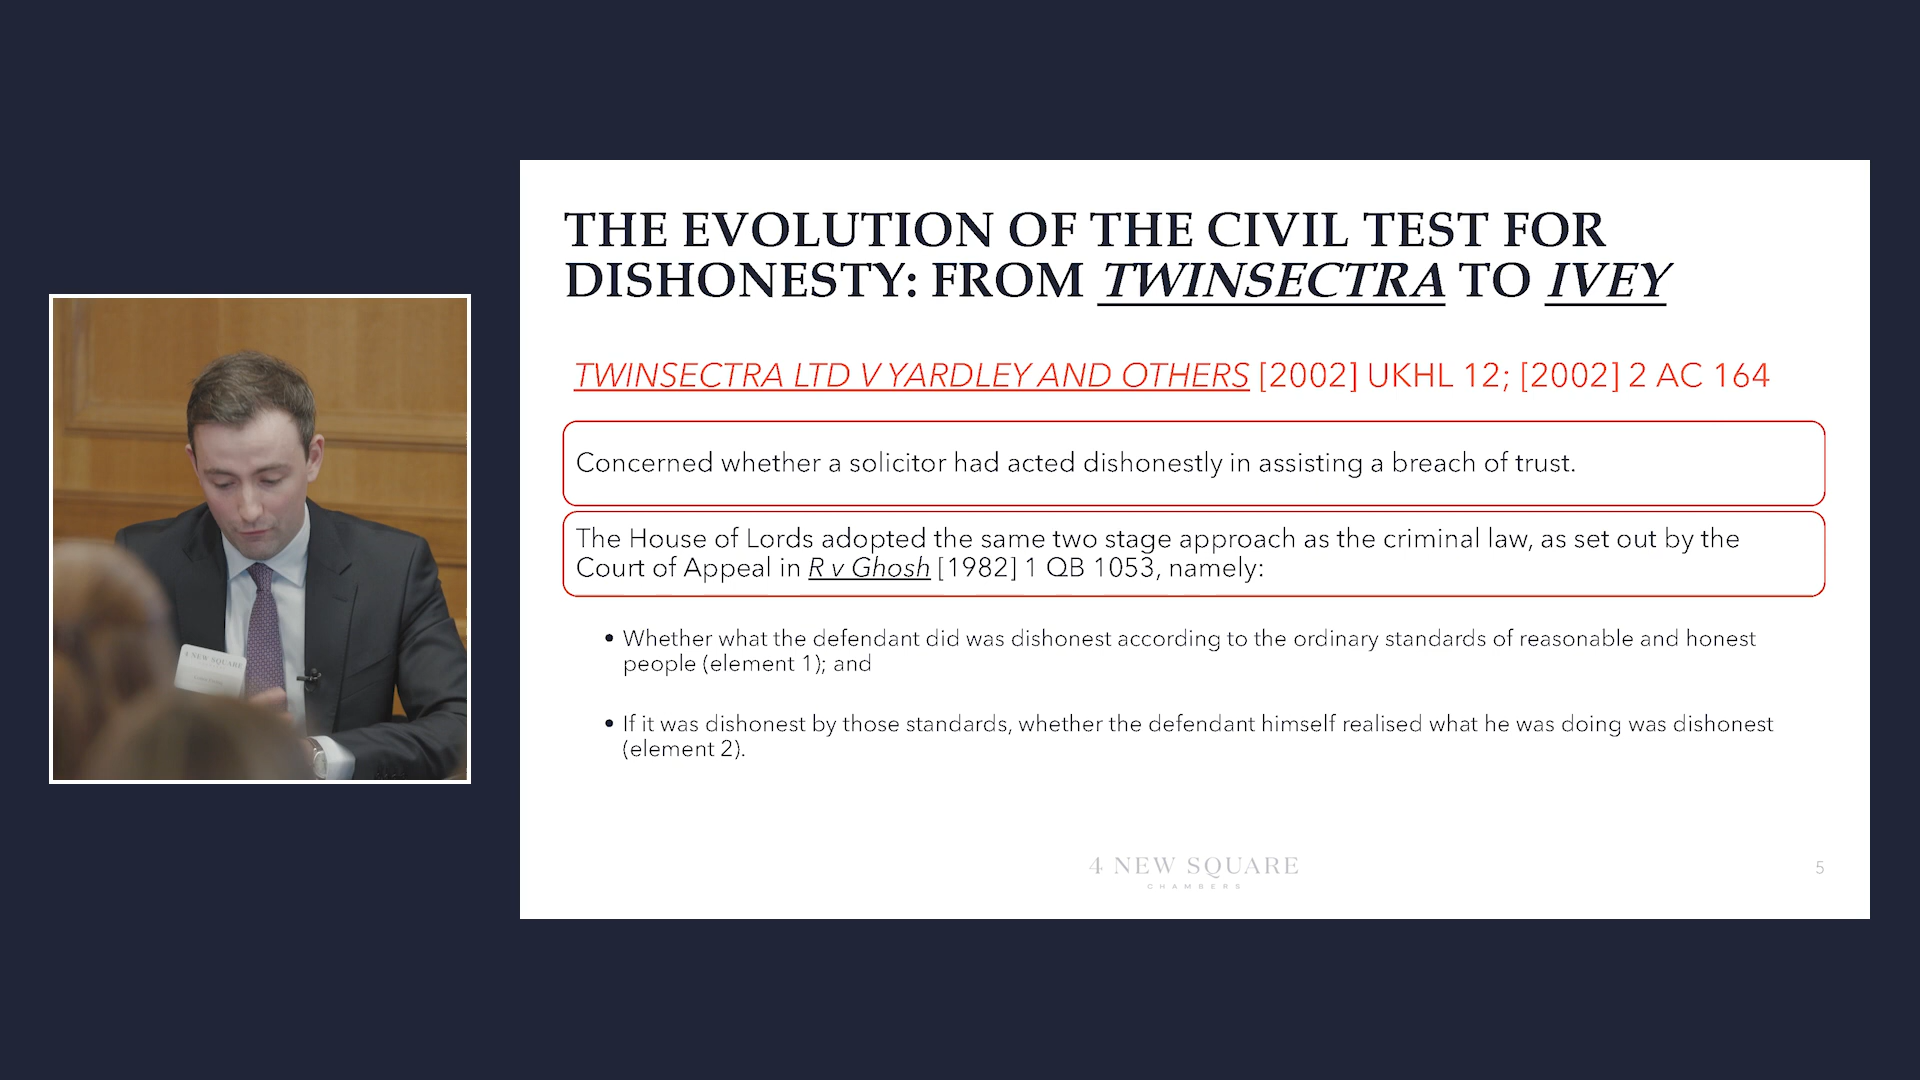 THE EVOLUTION OF THE CIVIL TEST FOR
DISHONESTY: FROM TWINSECTRA TO IVEY
TWINSECTRA LTD V YARDLEY AND OTHERS [2002] UKHL 12; [2002] 2 AC 164
Concerned whether a solicitor had acted dishonestly in assisting a breach of trust.
The House of Lords adopted the same two stage approach as the criminal law, as set out by the
Court of Appeal in R v Ghosh [1982] 1 QB 1053, namely:
• Whether what the defendant did was dishonest according to the ordinary standards of reasonable and honest
people (element 1); and
• If it was dishonest by those standards, whether the defendant himself realised what he was doing was dishonest
(element 2).
4 NEW SQUARE
CHAMBERS
5
4 NEW SQUARE